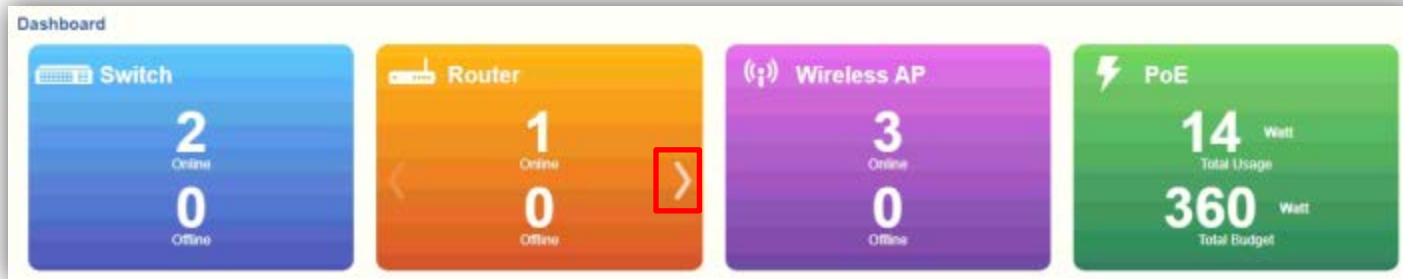 Dashboard
Switch
2
Online
0
Offline
Router
1
Online
0
Offline
Wireless AP
3
Online
0
Offline
PoE
14 Watt
Total Usage
360 Watt
Total Budget